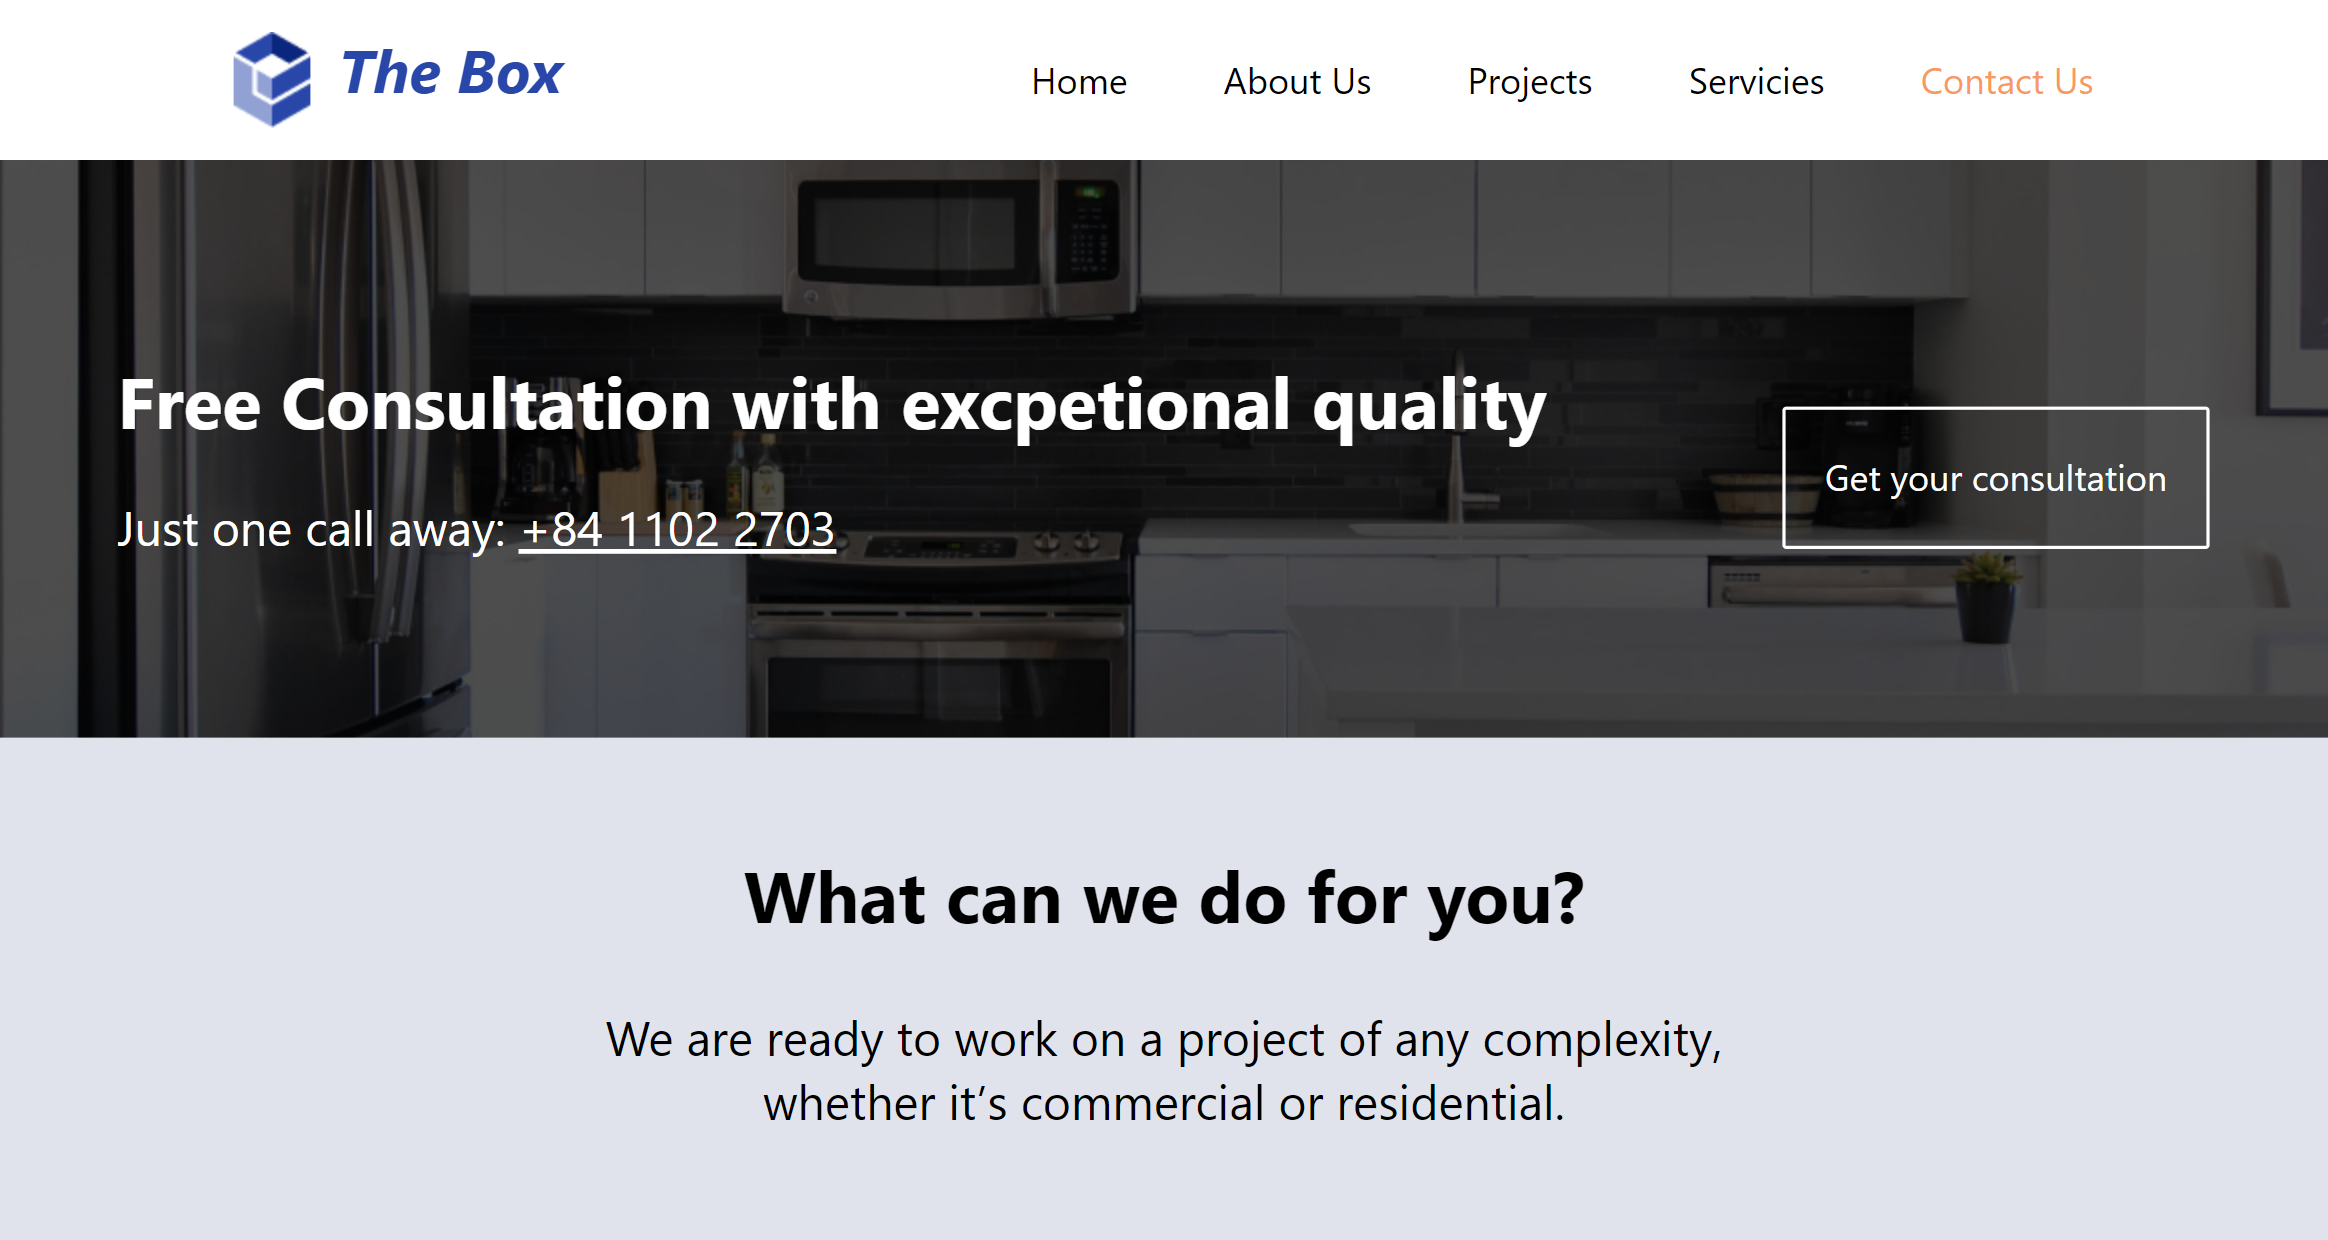 The Box
Home
About Us
Projects
Servicies
Contact Us
Free Consultation with excpetional quality
Just one call away: +84 1102 2703
Get your consultation
What can we do for you?
We are ready to work on a project of any complexity,
whether it’s commercial or residential.